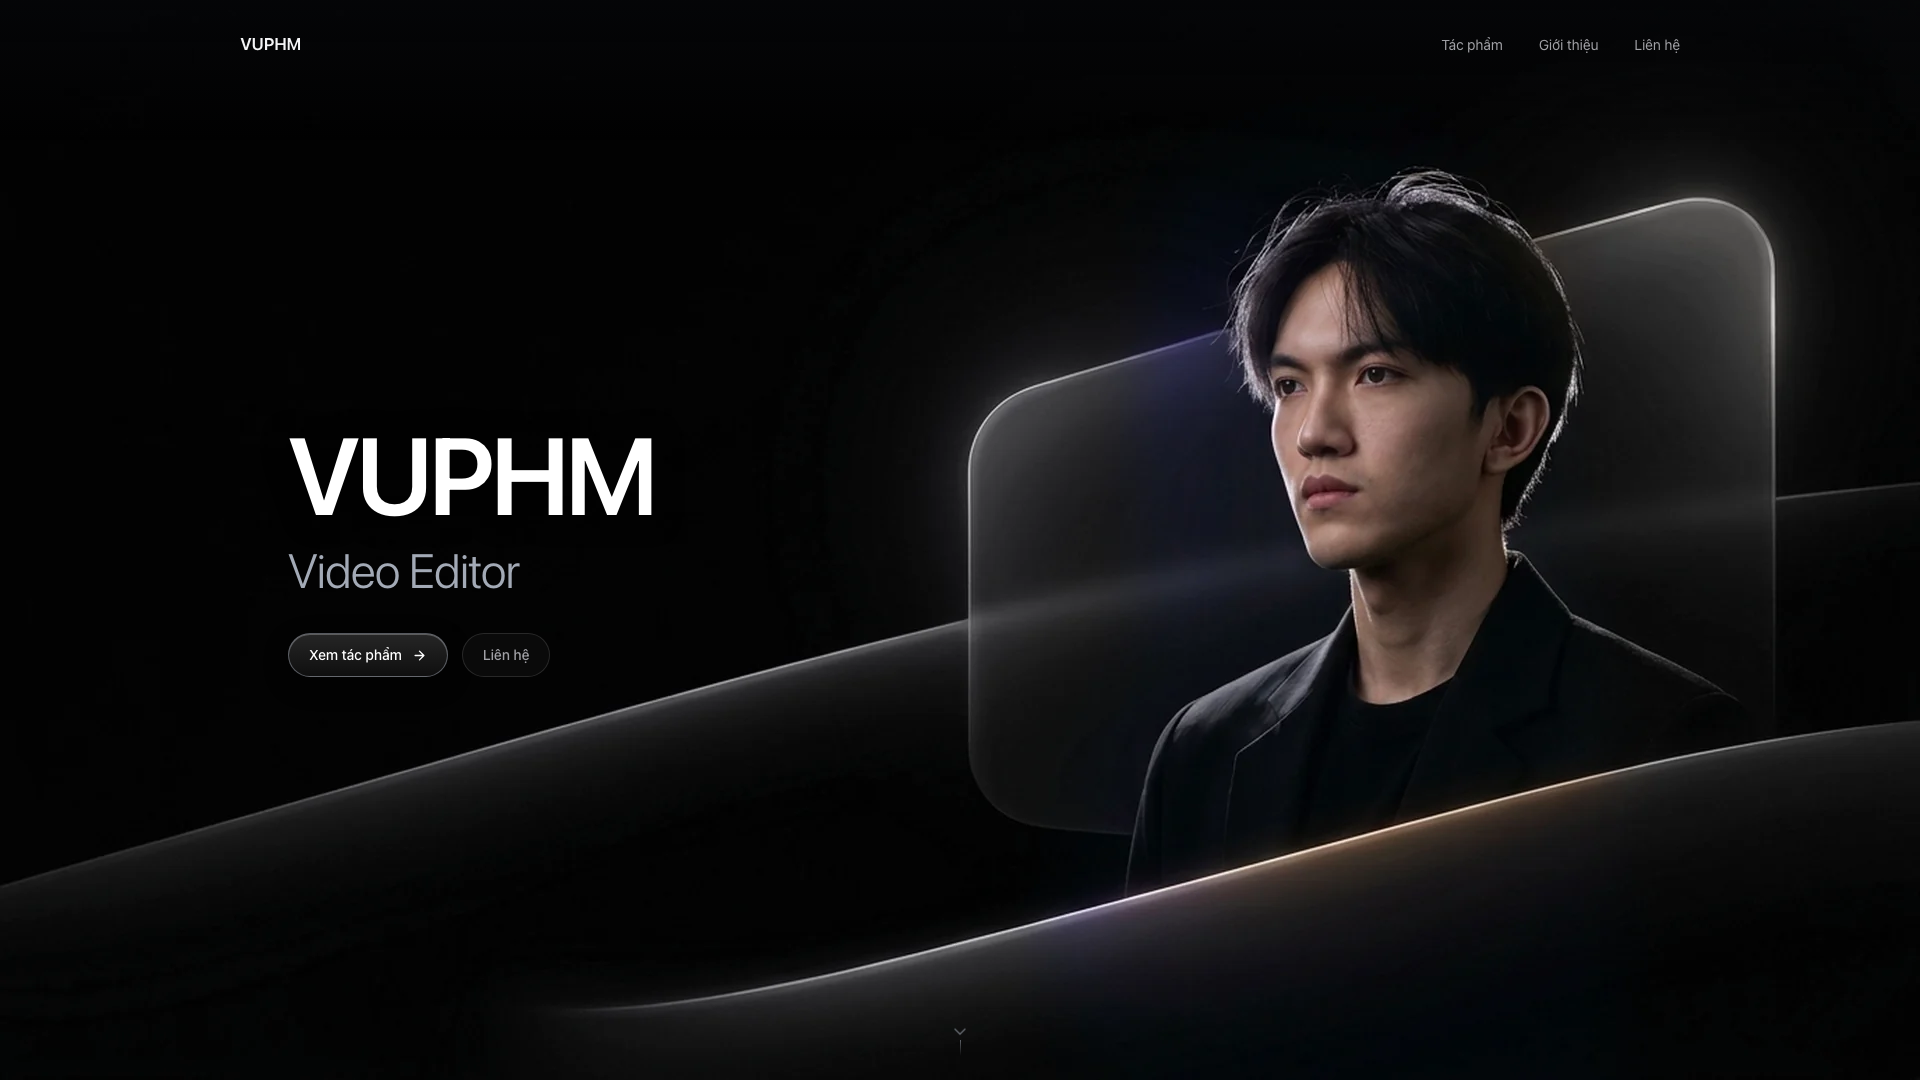 VUPHM
Tác phẩm
Giới thiệu
Liên hệ
VUPHM
Video Editor
Xem tác phẩm →
Liên hệ